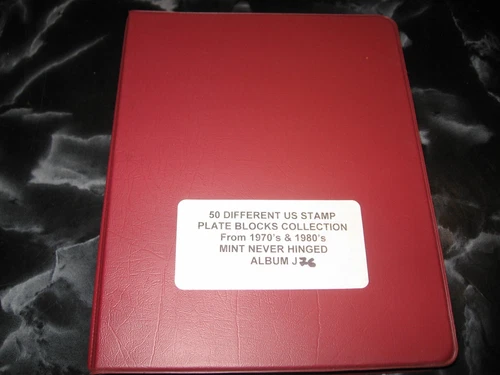 50 DIFFERENT US STAMP
PLATE BLOCKS COLLECTION
From 1970's & 1980's
MINT NEVER HINGED
ALBUM J76